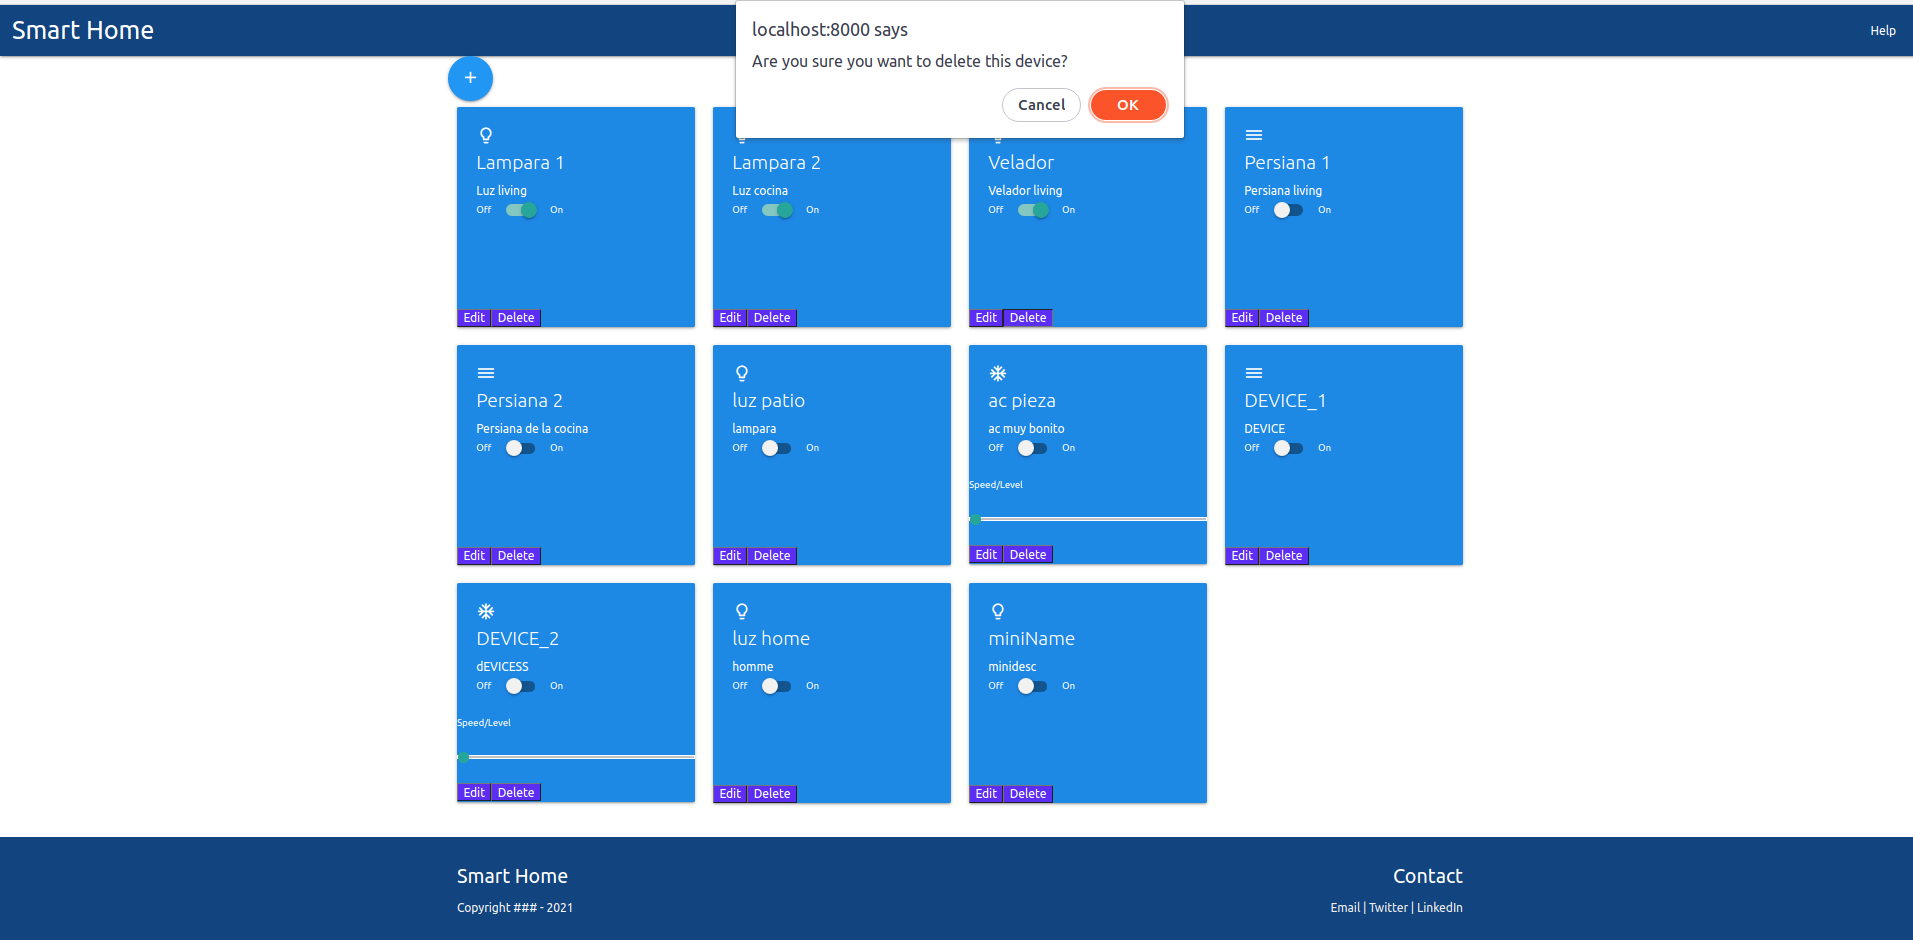 Smart Home
Help
localhost:8000 says
Are you sure you want to delete this device?
Cancel OK
+
Lampara 1
Luz living
Off On
Edit Delete
Lampara 2
Luz cocina
Off On
Edit Delete
Velador
Velador living
Off On
Edit Delete
Persiana 1
Persiana living
Off On
Edit Delete
Persiana 2
Persiana de la cocina
Off On
Edit Delete
luz patio
lampara
Off On
Edit Delete
ac pieza
ac muy bonito
Off On
Speed/Level
Edit Delete
DEVICE_1
DEVICE
Off On
Edit Delete
DEVICE_2
dEVICESS
Off On
Speed/Level
Edit Delete
luz home
homme
Off On
Edit Delete
miniName
minidesc
Off On
Edit Delete
Smart Home
Copyright ### - 2021
Contact
Email | Twitter | LinkedIn